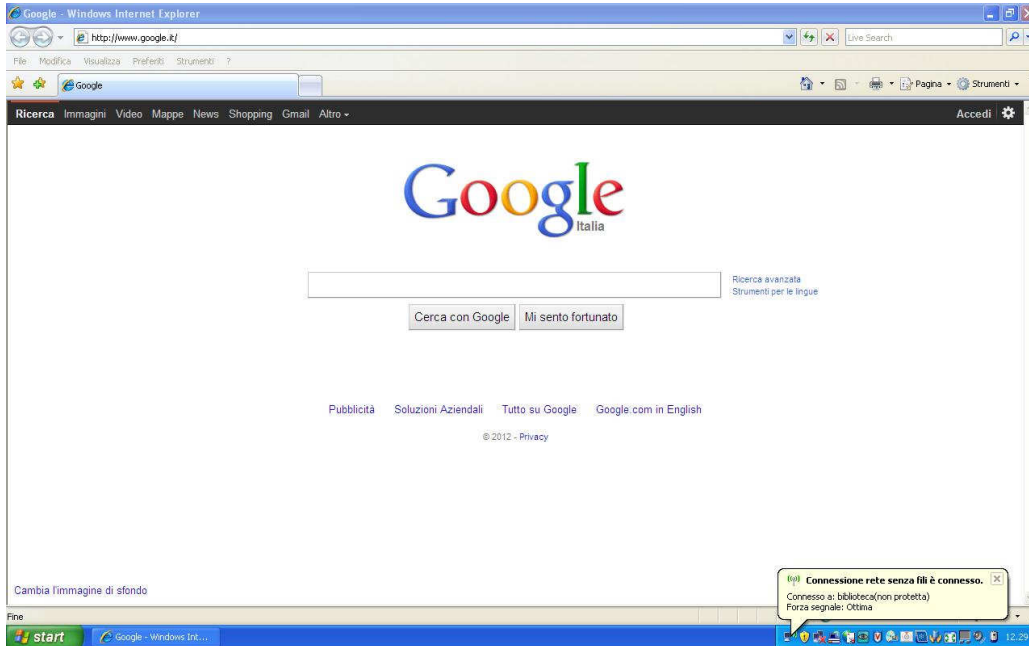 Google - Windows Internet Explorer
http://www.google.it/
Live Search
File Modifica Visualizza Preferiti Strumenti ?
Google
Pagina
Strumenti
Ricerca Immagini Video Mappe News Shopping Gmail Altro
Accedi
Google
Italia
Ricerca avanzata
Strumenti per le lingue
Cerca con Google
Mi sento fortunato
Pubblicità Soluzioni Aziendali Tutto su Google Google.com in English
© 2012 - Privacy
Cambia l'immagine di sfondo
Connessione rete senza fili è connesso.
Connesso a: biblioteca(non protetta)
Forza segnale: Ottima
Fine
start
Google - Windows Int...
12.29